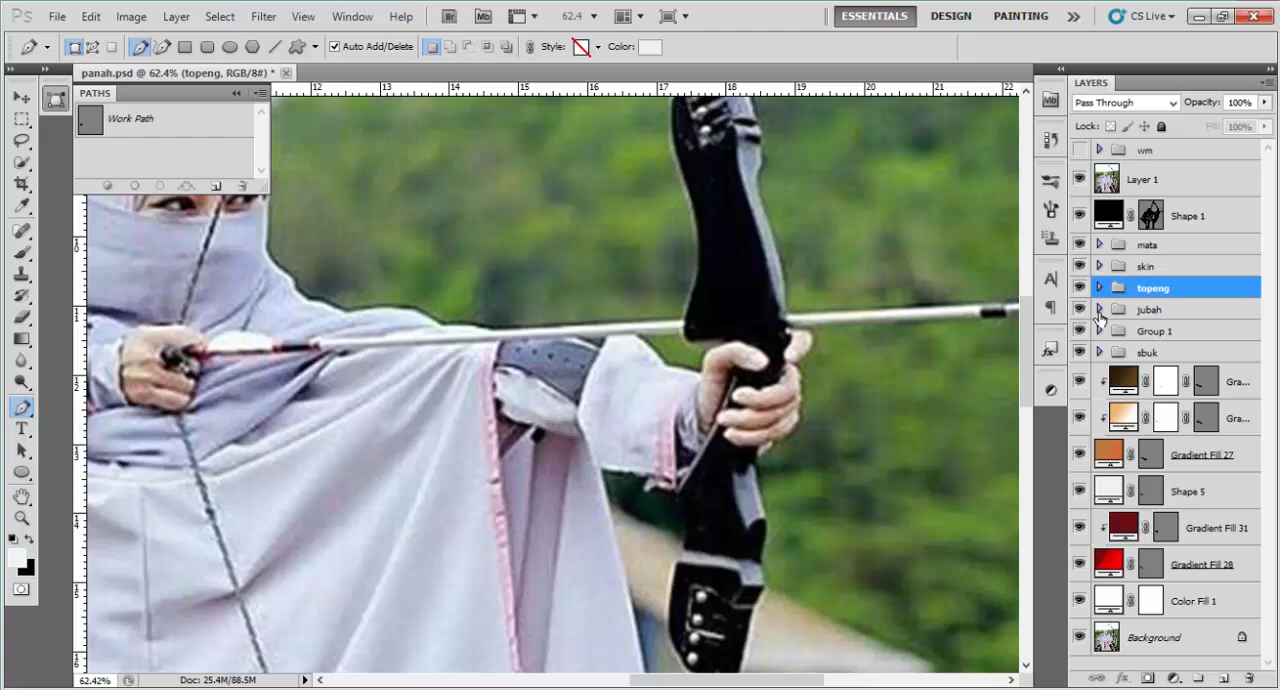 Ps File Edit Image Layer Select Filter View Window Help Br Mb 62.4 ESSENTIALS DESIGN PAINTING CS Live
Auto Add/Delete Style: Color:
panah.psd @ 62.4% (topeng, RGB/8#) *
PATHS
Work Path
12 13 14 15 16 17 18 19 20 21 22
LAYERS
Mb
Pass Through Opacity: 100%
Lock: Fill: 100%
wm
Layer 1
Shape 1
mata
skin
topeng
jubah
Group 1
sbuk
Gra...
Gra...
Gradient Fill 27
Shape 5
Gradient Fill 31
Gradient Fill 28
Color Fill 1
Background
62.42% Doc: 25.4M/88.5M